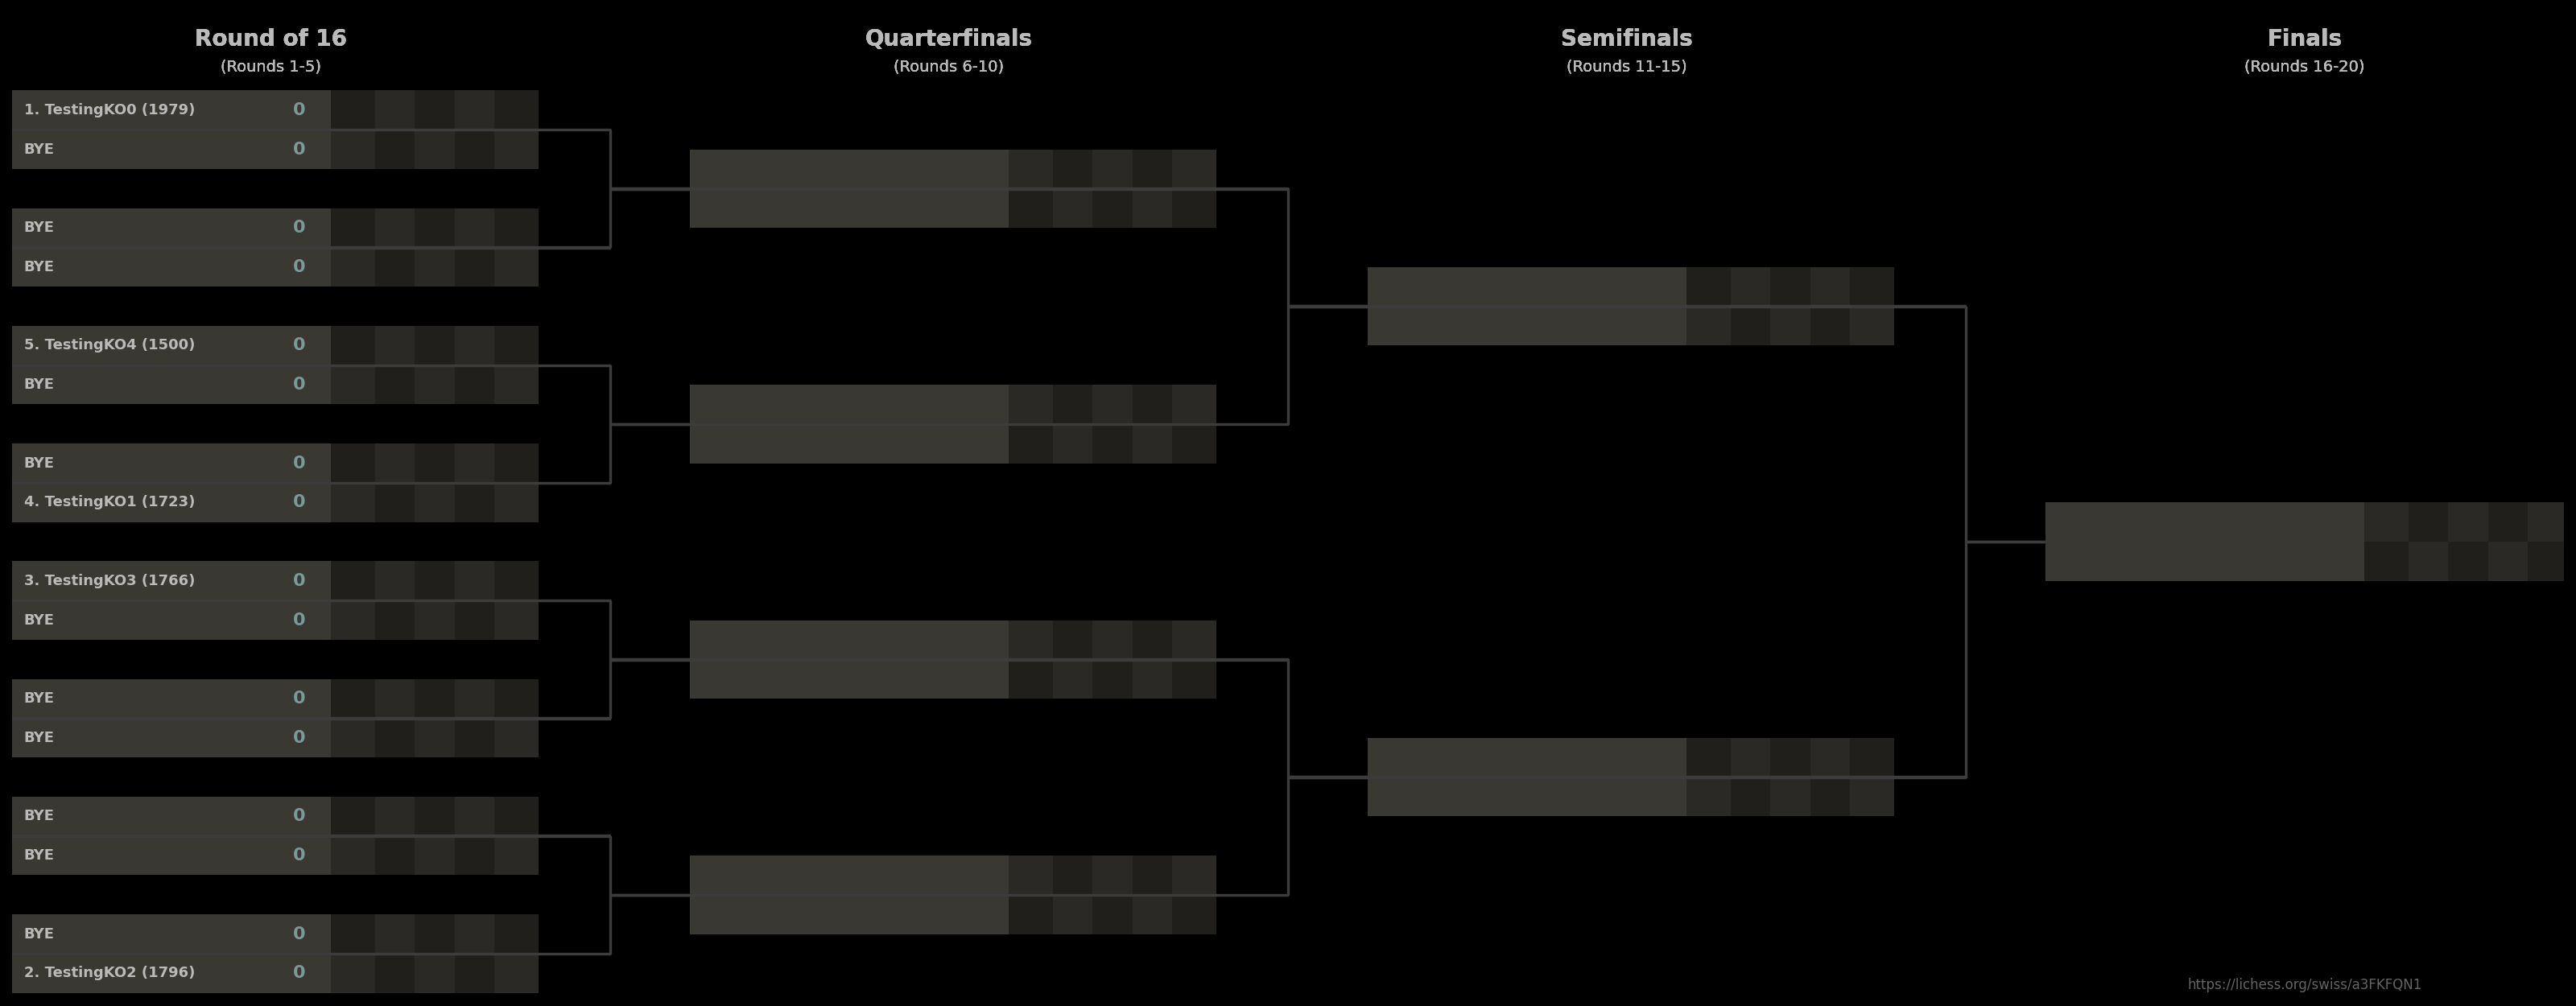 Round of 16
(Rounds 1-5)
Quarterfinals
(Rounds 6-10)
Semifinals
(Rounds 11-15)
Finals
(Rounds 16-20)
1. TestingKO0 (1979) 0
BYE 0
BYE 0
BYE 0
5. TestingKO4 (1500) 0
BYE 0
BYE 0
4. TestingKO1 (1723) 0
3. TestingKO3 (1766) 0
BYE 0
BYE 0
BYE 0
BYE 0
BYE 0
BYE 0
2. TestingKO2 (1796) 0
https://lichess.org/swiss/a3FKFQN1